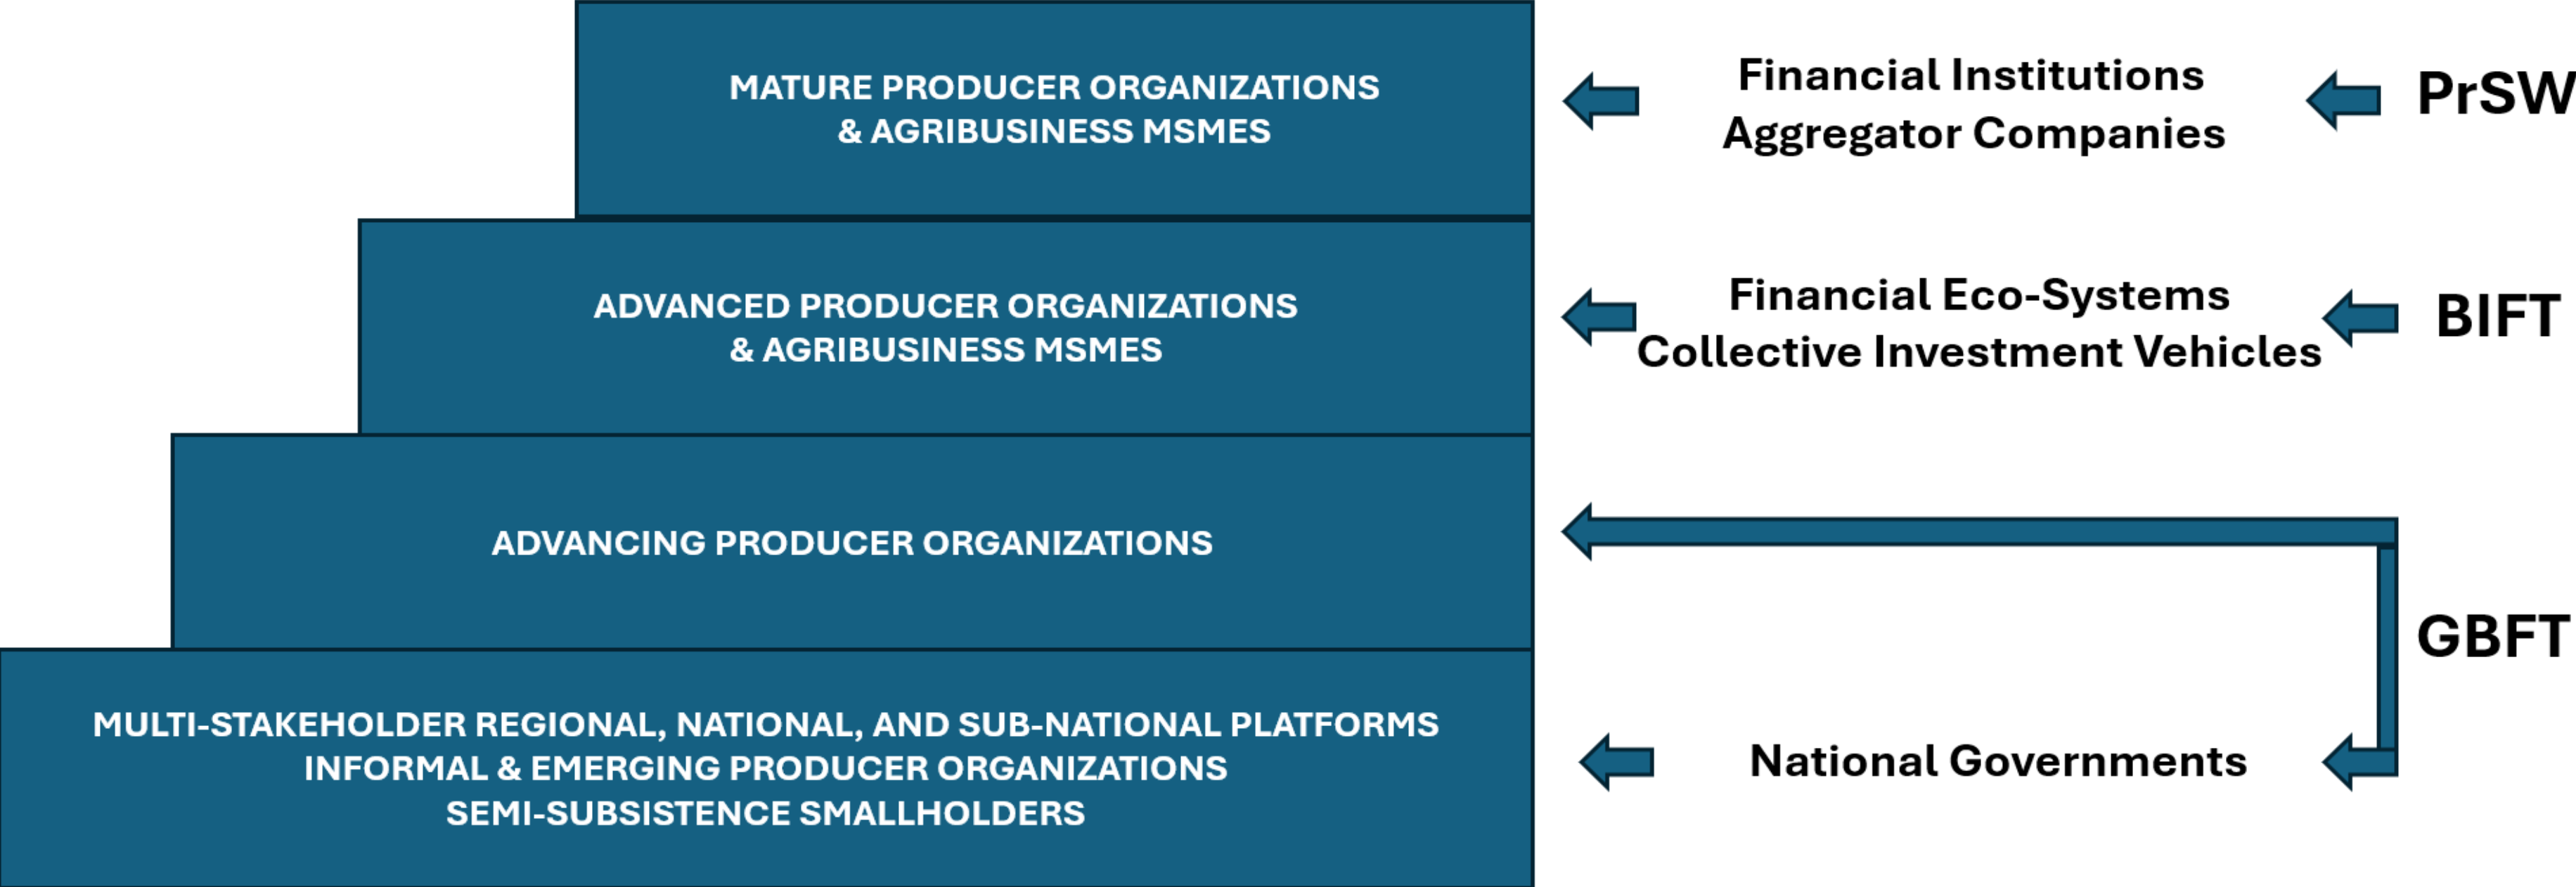 MATURE PRODUCER ORGANIZATIONS
& AGRIBUSINESS MSMES
Financial Institutions
Aggregator Companies
PrSW
ADVANCED PRODUCER ORGANIZATIONS
& AGRIBUSINESS MSMES
Financial Eco-Systems
Collective Investment Vehicles
BIFT
ADVANCING PRODUCER ORGANIZATIONS
GBFT
MULTI-STAKEHOLDER REGIONAL, NATIONAL, AND SUB-NATIONAL PLATFORMS
INFORMAL & EMERGING PRODUCER ORGANIZATIONS
SEMI-SUBSISTENCE SMALLHOLDERS
National Governments